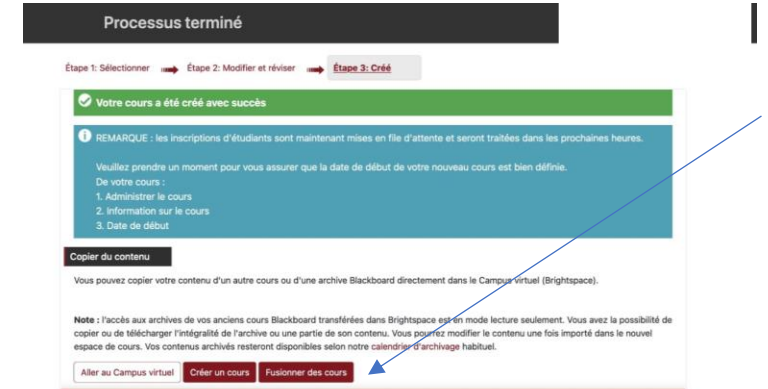 Processus terminé
Étape 1: Sélectionner Étape 2: Modifier et réviser Étape 3: Créé
Votre cours a été créé avec succès
REMARQUE : les inscriptions d'étudiants sont maintenant mises en file d'attente et seront traitées dans les prochaines heures.
Veuillez prendre un moment pour vous assurer que la date de début de votre nouveau cours est bien définie.
De votre cours :
1. Administrer le cours
2. Information sur le cours
3. Date de début
Copier du contenu
Vous pouvez copier votre contenu d'un autre cours ou d'une archive Blackboard directement dans le Campus virtuel (Brightspace).
Note : l'accès aux archives de vos anciens cours Blackboard transférées dans Brightspace est en mode lecture seulement. Vous avez la possibilité de
copier ou de télécharger l'intégralité de l'archive ou une partie de son contenu. Vous pourrez modifier le contenu une fois importé dans le nouvel
espace de cours. Vos contenus archivés resteront disponibles selon notre calendrier d'archivage habituel.
Aller au Campus virtuel Créer un cours Fusionner des cours